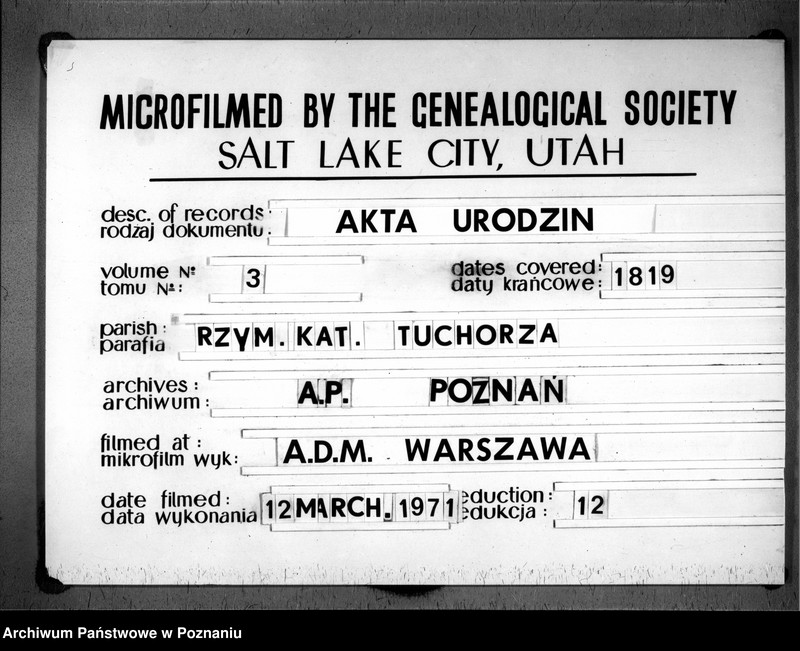 MICROFILMED BY THE GENEALOGICAL SOCIETY
SALT LAKE CITY, UTAH
desc. of records:
rodzaj dokumentu: AKTA URODZIN
volume Nº
tomu Nº: 3
dates covered:
daty krańcowe: 1819
parish:
parafia RZYM. KAT. TUCHORZA
archives:
archiwum: A.P. POZNAŃ
filmed at:
mikrofilm wyk: A.D.M. WARSZAWA
date filmed:
data wykonania 12 MARCH. 1971
eduction:
edukcja: 12
Archiwum Państwowe w Poznaniu